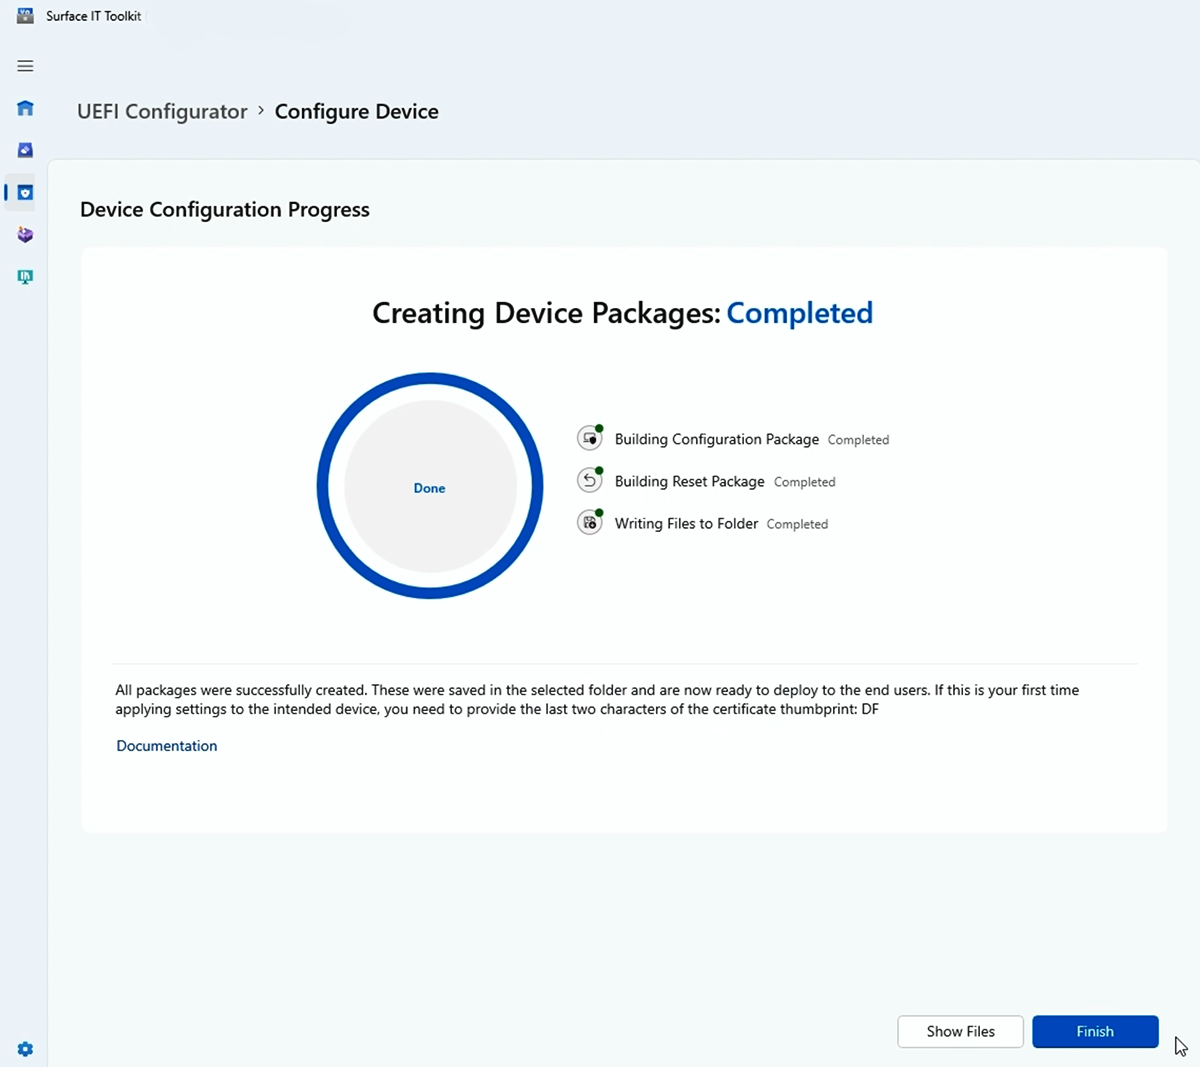 Surface IT Toolkit
UEFI Configurator > Configure Device
Device Configuration Progress
Creating Device Packages: Completed
Done
Building Configuration Package Completed
Building Reset Package Completed
Writing Files to Folder Completed
All packages were successfully created. These were saved in the selected folder and are now ready to deploy to the end users. If this is your first time
applying settings to the intended device, you need to provide the last two characters of the certificate thumbprint: DF
Documentation
Show Files
Finish